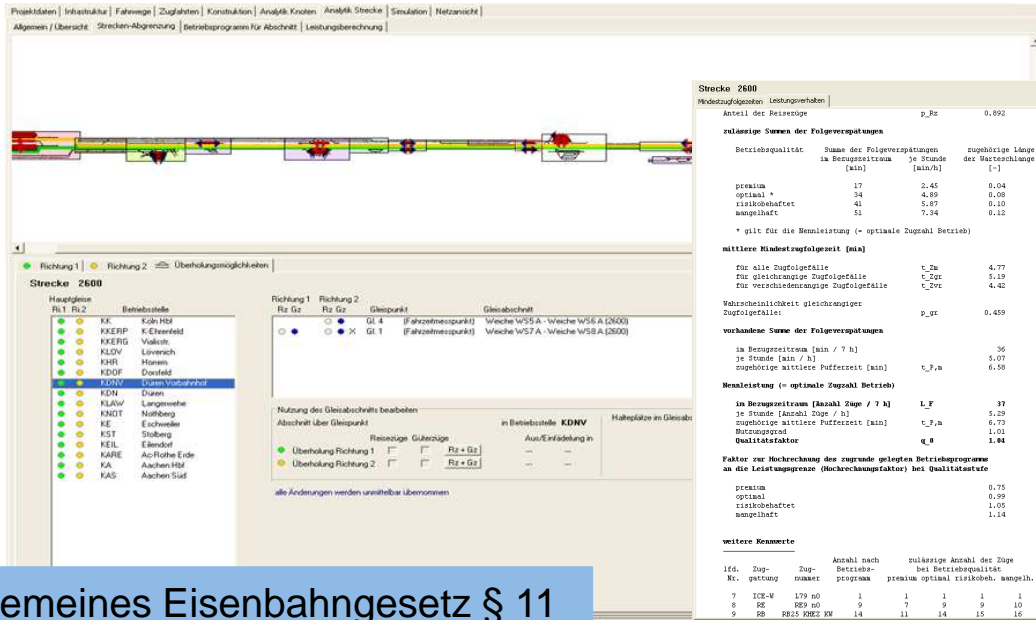 Projektdaten | Infrastruktur | Fahrwege | Zugfahrten | Konstruktion | Analytik Knoten | Analytik Strecke | Simulation | Netzansicht
Allgemein / Übersicht | Strecken-Abgrenzung | Betriebsprogramm für Abschnitt | Leistungsberechnung
Richtung 1 | Richtung 2 | Überholungsmöglichkeiten
Strecke 2600
Hauptgleise
Ri.1 Ri.2 Betriebsstelle
KK Köln Hbf
KKERP K-Ehrenfeld
KKERG Vialisstr.
KLOV Lövenich
KHR Horrem
KDOF Dorsfeld
KDNV Düren Vorbahnhof
KDN Düren
KLAW Langerwehe
KNOT Nothberg
KE Eschweiler
KST Stolberg
KEIL Eilendorf
KARE Ac-Rothe Erde
KA Aachen Hbf
KAS Aachen Süd
Richtung 1 Richtung 2
Rz Gz Rz Gz Gleispunkt Gleisabschnitt
Gl. 4 (Fahrzeitmesspunkt) Weiche WS5 A - Weiche WS6 A (2600)
X Gl. 1 (Fahrzeitmesspunkt) Weiche WS7 A - Weiche WS8 A (2600)
Nutzung des Gleisabschnitts bearbeiten
Abschnitt über Gleispunkt in Betriebsstelle KDNV
Halteplätze im Gleisabs
Reisezüge Güterzüge Aus-/Einfädelung in
Überholung Richtung 1 Rz + Gz ... ...
Überholung Richtung 2 Rz + Gz ... ...
alle Änderungen werden unmittelbar übernommen
emeines Eisenbahngesetz § 11
Strecke 2600
Mindestzugfolgezeiten | Leistungsverhalten
Anteil der Reisezüge p_Rz 0.892
zulässige Summen der Folgeverspätungen
Betriebsqualität Summe der Folgeverspätungen zugehörige Länge
im Bezugszeitraum je Stunde der Warteschlange
[min] [min/h] [-]
premium 17 2.45 0.04
optimal * 34 4.89 0.08
risikobehaftet 41 5.87 0.10
mangelhaft 51 7.34 0.12
* gilt für die Nennleistung (= optimale Zugzahl Betrieb)
mittlere Mindestzugfolgezeit [min]
für alle Zugfolgefälle t_Zm 4.77
für gleichrangige Zugfolgefälle t_Zgr 5.19
für verschiedenrangige Zugfolgefälle t_Zvr 4.42
Wahrscheinlichkeit gleichrangiger
Zugfolgefälle: p_gr 0.459
vorhandene Summe der Folgeverspätungen
im Bezugszeitraum [min / 7 h] 36
je Stunde [min / h] 5.07
zugehörige mittlere Pufferzeit [min] t_P,m 6.58
Nennleistung (= optimale Zugzahl Betrieb)
im Bezugszeitraum [Anzahl Züge / 7 h] L_F 37
je Stunde [Anzahl Züge / h] 5.29
zugehörige mittlere Pufferzeit [min] t_P,m 6.73
Nutzungsgrad 1.01
Qualitätsfaktor q_0 1.04
Faktor zur Hochrechnung des zugrunde gelegten Betriebsprogramms
an die Leistungsgrenze (Hochrechnungsfaktor) bei Qualitätsstufe
premium 0.75
optimal 0.99
risikobehaftet 1.05
mangelhaft 1.14
weitere Kennwerte
Anzahl nach zulässige Anzahl der Züge
lfd. Zug- Zug- Betriebs- bei Betriebsqualität
Nr. gattung nummer programm premium optimal risikobeh. mangelh.
7 ICE-W L79 n0 1 1 1 1 1
8 RE RE9 n0 9 7 9 9 10
9 RB RB25 KHEZ KW 14 11 14 15 16